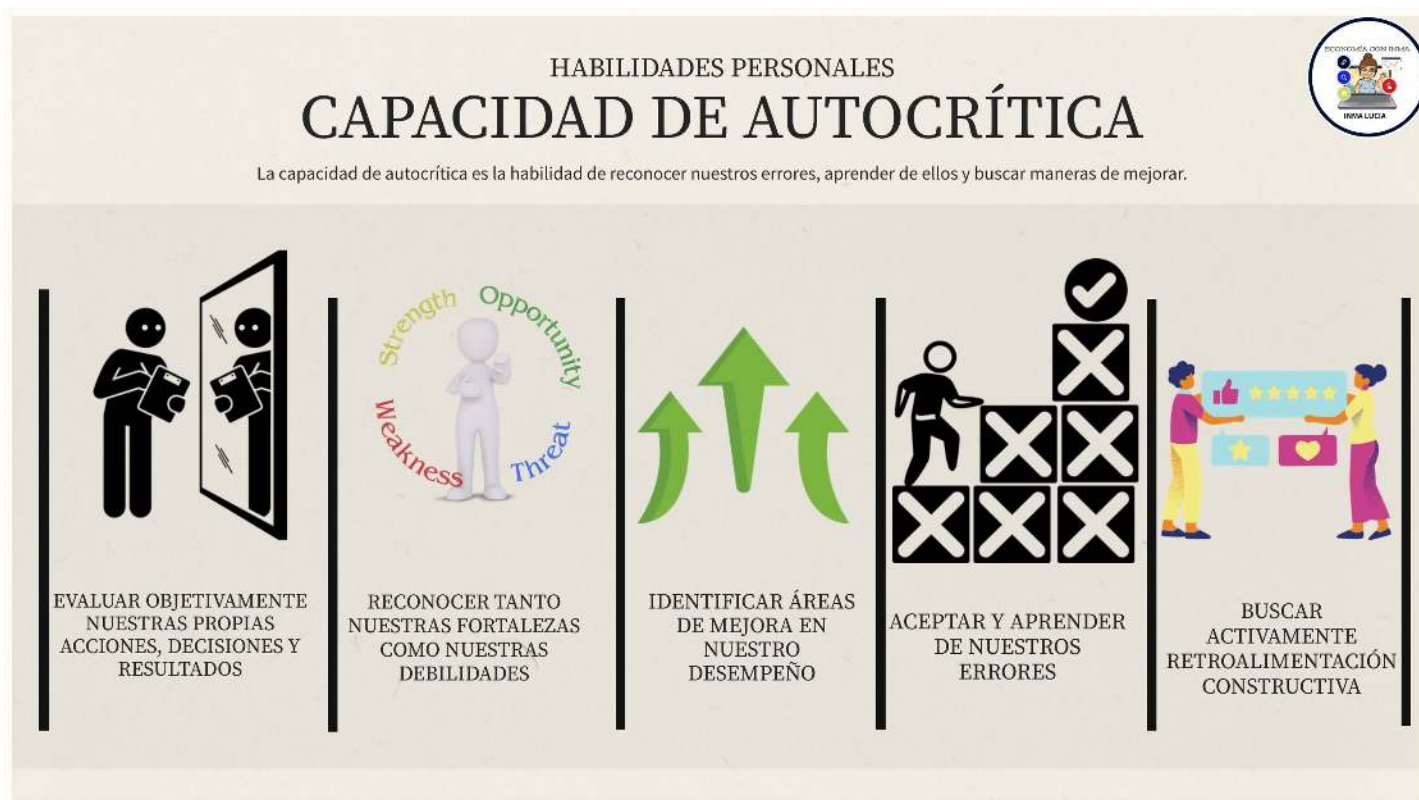 HABILIDADES PERSONALES
CAPACIDAD DE AUTOCRÍTICA
La capacidad de autocrítica es la habilidad de reconocer nuestros errores, aprender de ellos y buscar maneras de mejorar.
ECONOMÍA CON INMA
INMA LUCIA
Strength
Opportunity
Weakness
Threat
EVALUAR OBJETIVAMENTE
NUESTRAS PROPIAS
ACCIONES, DECISIONES Y
RESULTADOS
RECONOCER TANTO
NUESTRAS FORTALEZAS
COMO NUESTRAS
DEBILIDADES
IDENTIFICAR ÁREAS
DE MEJORA EN
NUESTRO
DESEMPEÑO
ACEPTAR Y APRENDER
DE NUESTROS
ERRORES
BUSCAR
ACTIVAMENTE
RETROALIMENTACIÓN
CONSTRUCTIVA